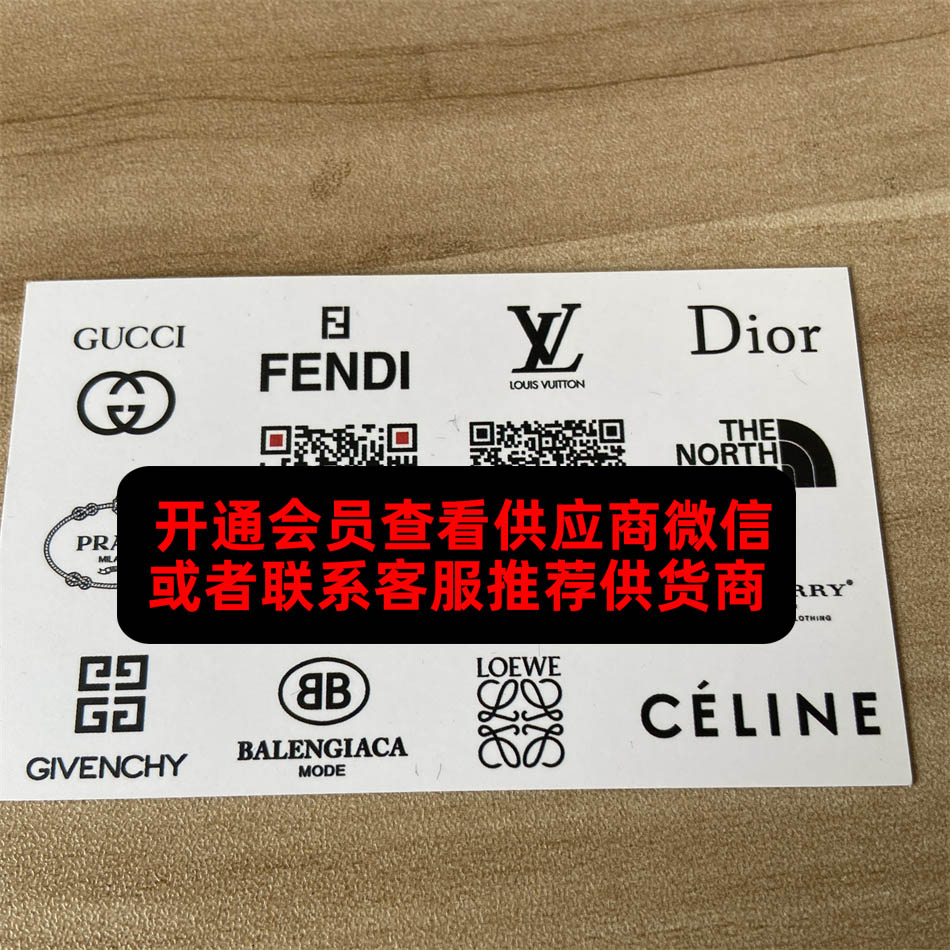 GUCCI
FENDI
LOUIS VUITTON
Dior
THE
NORTH
开通会员查看供应商微信
或者联系客服推荐供货商
GIVENCHY
BALENGIACA
MODE
LOEWE
CÉLINE